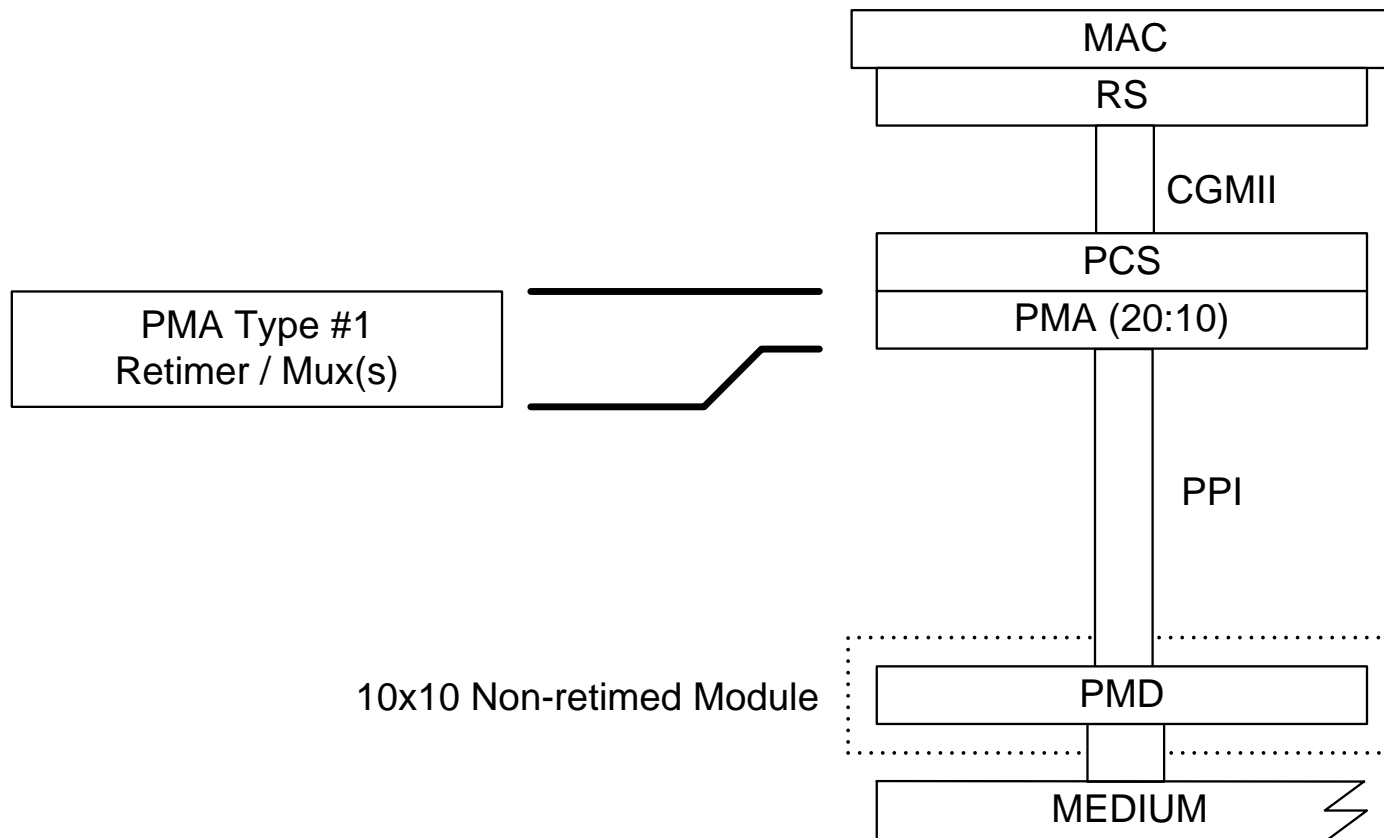 MAC
RS
CGMII
PCS
PMA Type #1
Retimer / Mux(s)
PMA (20:10)
PPI
10x10 Non-retimed Module
PMD
MEDIUM